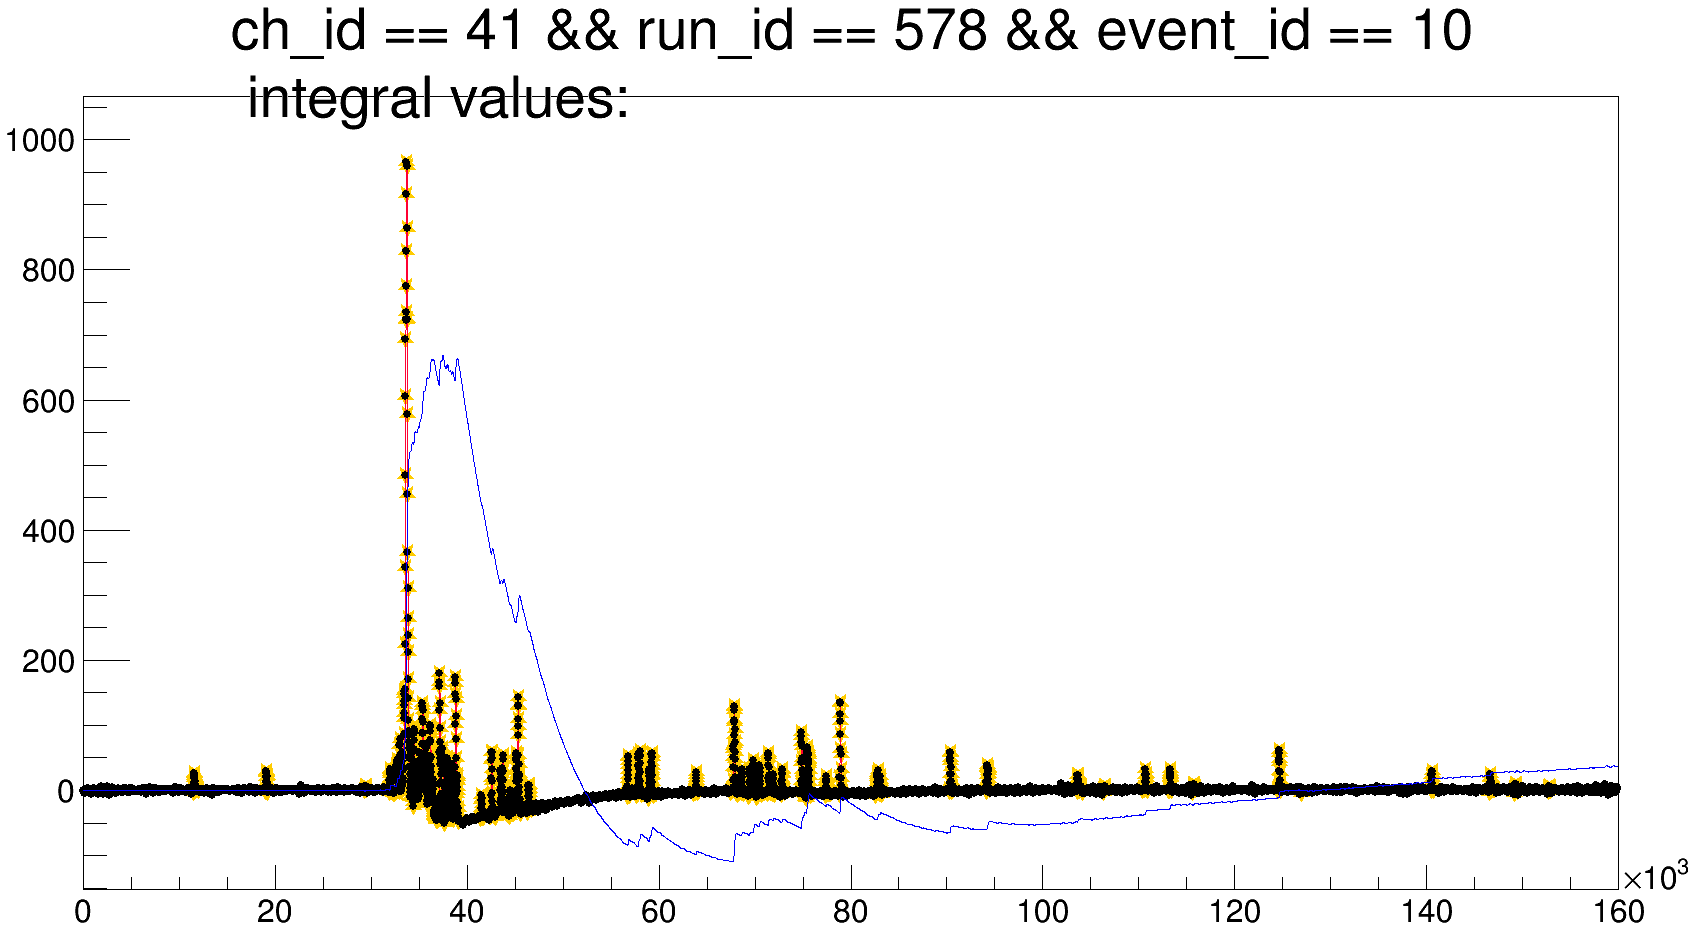 ch_id == 41 && run_id == 578 && event_id == 10
integral values:
1000
800
600
400
200
0
×10³
0 20 40 60 80 100 120 140 160